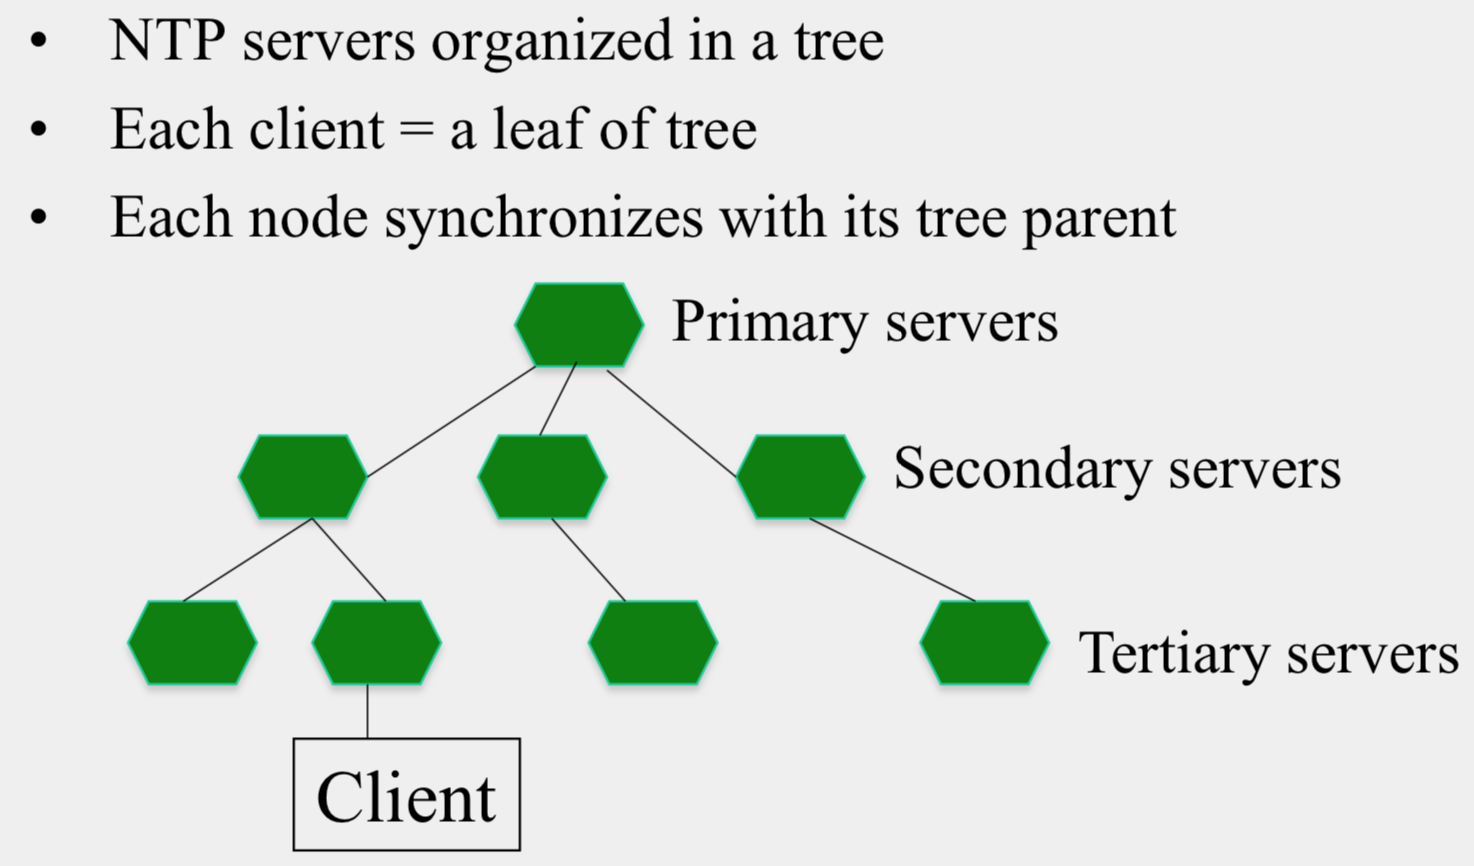 • NTP servers organized in a tree
• Each client = a leaf of tree
• Each node synchronizes with its tree parent
Primary servers
Secondary servers
Tertiary servers
Client